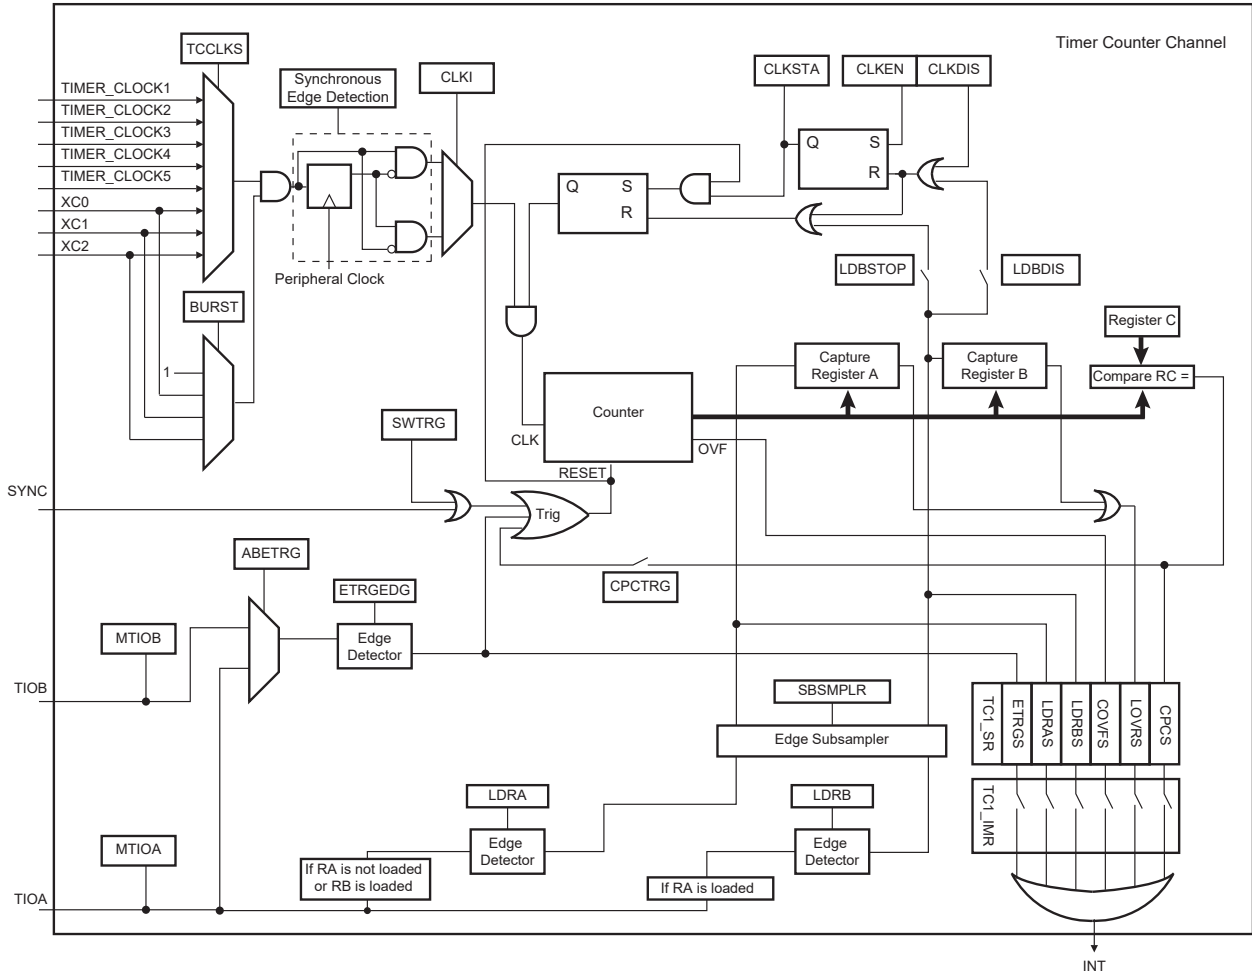 Timer Counter Channel
TCCLKS
CLKSTA
CLKEN
CLKDIS
Synchronous
Edge Detection
CLKI
TIMER_CLOCK1
TIMER_CLOCK2
TIMER_CLOCK3
TIMER_CLOCK4
TIMER_CLOCK5
XC0
XC1
XC2
Q
S
R
Q
S
R
Peripheral Clock
LDBSTOP
LDBDIS
BURST
Register C
1
Capture
Register A
Capture
Register B
Compare RC =
Counter
SWTRG
CLK
OVF
RESET
SYNC
Trig
ABETRG
CPCTRG
ETRGEDG
MTIOB
Edge
Detector
TIOB
SBSMPLR
Edge Subsampler
TC1_SR
ETRGS
LDRAS
LDRBS
COVFS
LOVRS
CPCS
LDRA
LDRB
TC1_IMR
MTIOA
Edge
Detector
Edge
Detector
If RA is not loaded
or RB is loaded
If RA is loaded
TIOA
INT